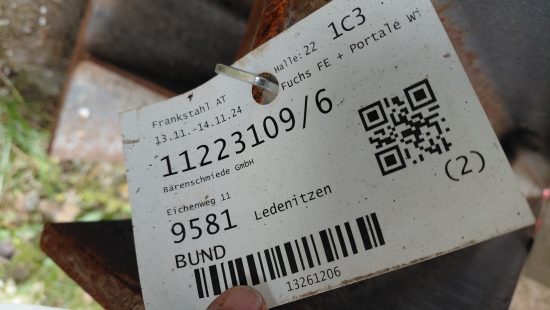 Frankstahl AT
Halle: 22 1C3
13.11.-14.11.24
Fuchs FE + Portale Wi
11223109/6
Bärenschmiede GmbH
Eichenweg 11
(2)
9581 Ledenitzen
BUND
13261206